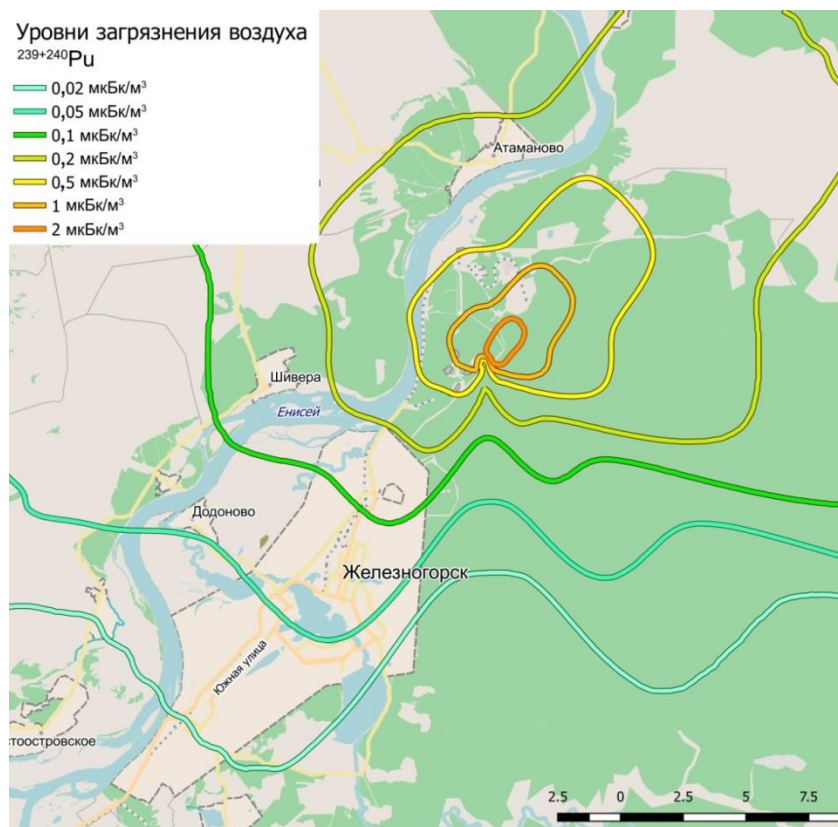 Уровни загрязнения воздуха
239+240Pu
0,02 мкБк/м³
0,05 мкБк/м³
0,1 мкБк/м³
0,2 мкБк/м³
0,5 мкБк/м³
1 мкБк/м³
2 мкБк/м³
Атаманово
Шивера
Енисей
Додоново
Железногорск
Южная улица
стоостровское
2.5 0 2.5 5 7.5